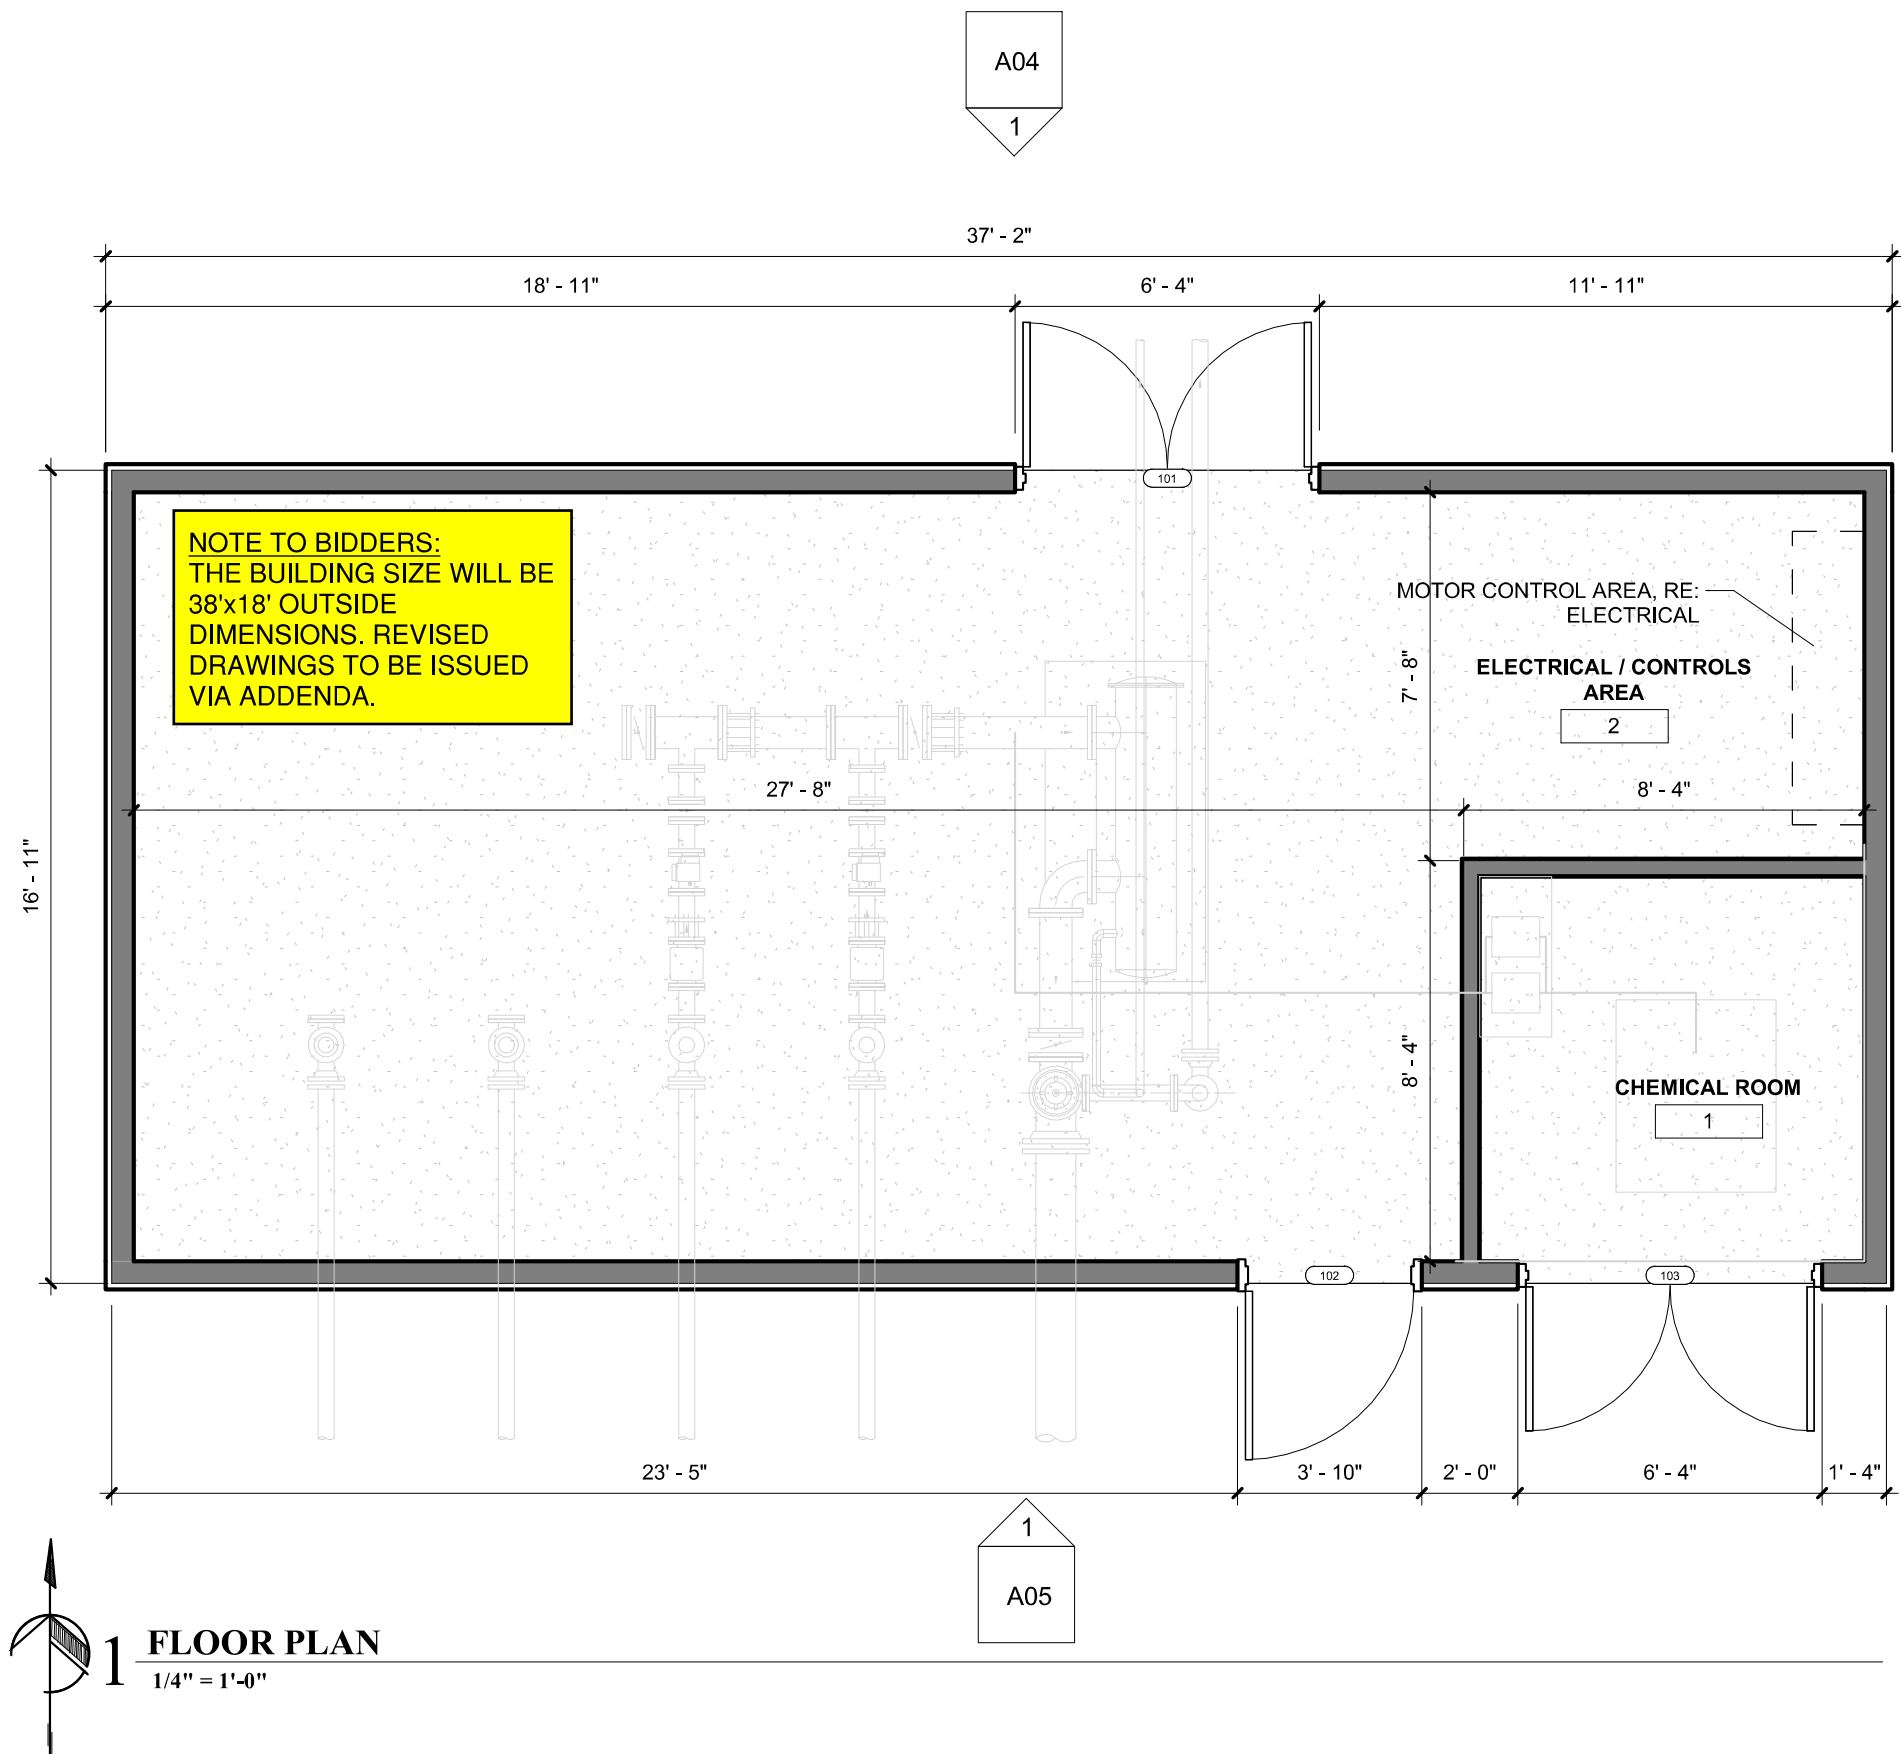 A04
1
37' - 2"
18' - 11"
6' - 4"
11' - 11"
101
NOTE TO BIDDERS:
THE BUILDING SIZE WILL BE
38'x18' OUTSIDE
DIMENSIONS. REVISED
DRAWINGS TO BE ISSUED
VIA ADDENDA.
MOTOR CONTROL AREA, RE:
ELECTRICAL
7' - 8"
ELECTRICAL / CONTROLS
AREA
2
27' - 8"
8' - 4"
16' - 11"
8' - 4"
CHEMICAL ROOM
1
102
103
23' - 5"
3' - 10"
2' - 0"
6' - 4"
1' - 4"
1
A05
1 FLOOR PLAN
1/4" = 1'-0"